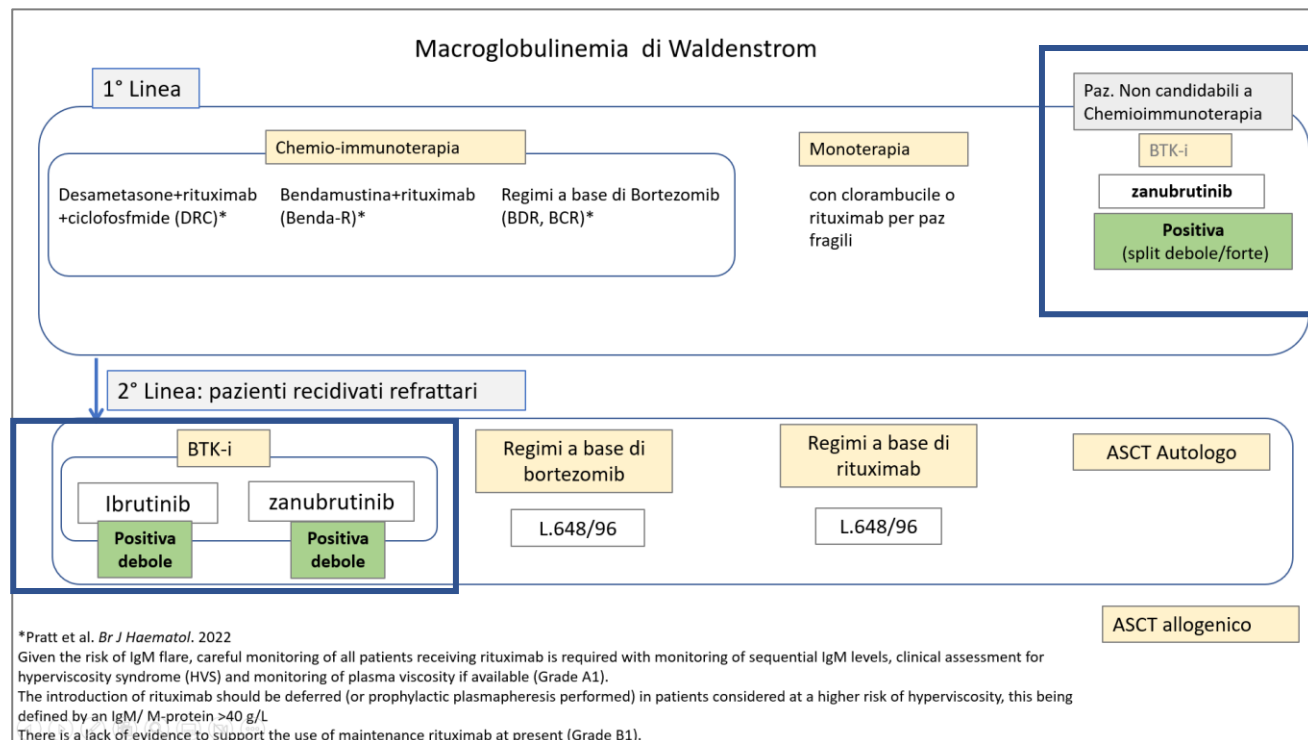 Macroglobulinemia di Waldenstrom
1° Linea
Paz. Non candidabili a
Chemioimmunoterapia
BTK-i
zanubrutinib
Positiva
(split debole/forte)
Chemio-immunoterapia
Desametasone+rituximab
+ciclofosfmide (DRC)*
Bendamustina+rituximab
(Benda-R)*
Regimi a base di Bortezomib
(BDR, BCR)*
Monoterapia
con clorambucile o
rituximab per paz
fragili
2° Linea: pazienti recidivati refrattari
BTK-i
Ibrutinib
Positiva
debole
zanubrutinib
Positiva
debole
Regimi a base di
bortezomib
L.648/96
Regimi a base di
rituximab
L.648/96
ASCT Autologo
ASCT allogenico
*Pratt et al. Br J Haematol. 2022
Given the risk of IgM flare, careful monitoring of all patients receiving rituximab is required with monitoring of sequential IgM levels, clinical assessment for
hyperviscosity syndrome (HVS) and monitoring of plasma viscosity if available (Grade A1).
The introduction of rituximab should be deferred (or prophylactic plasmapheresis performed) in patients considered at a higher risk of hyperviscosity, this being
defined by an IgM/ M-protein >40 g/L
There is a lack of evidence to support the use of maintenance rituximab at present (Grade B1).